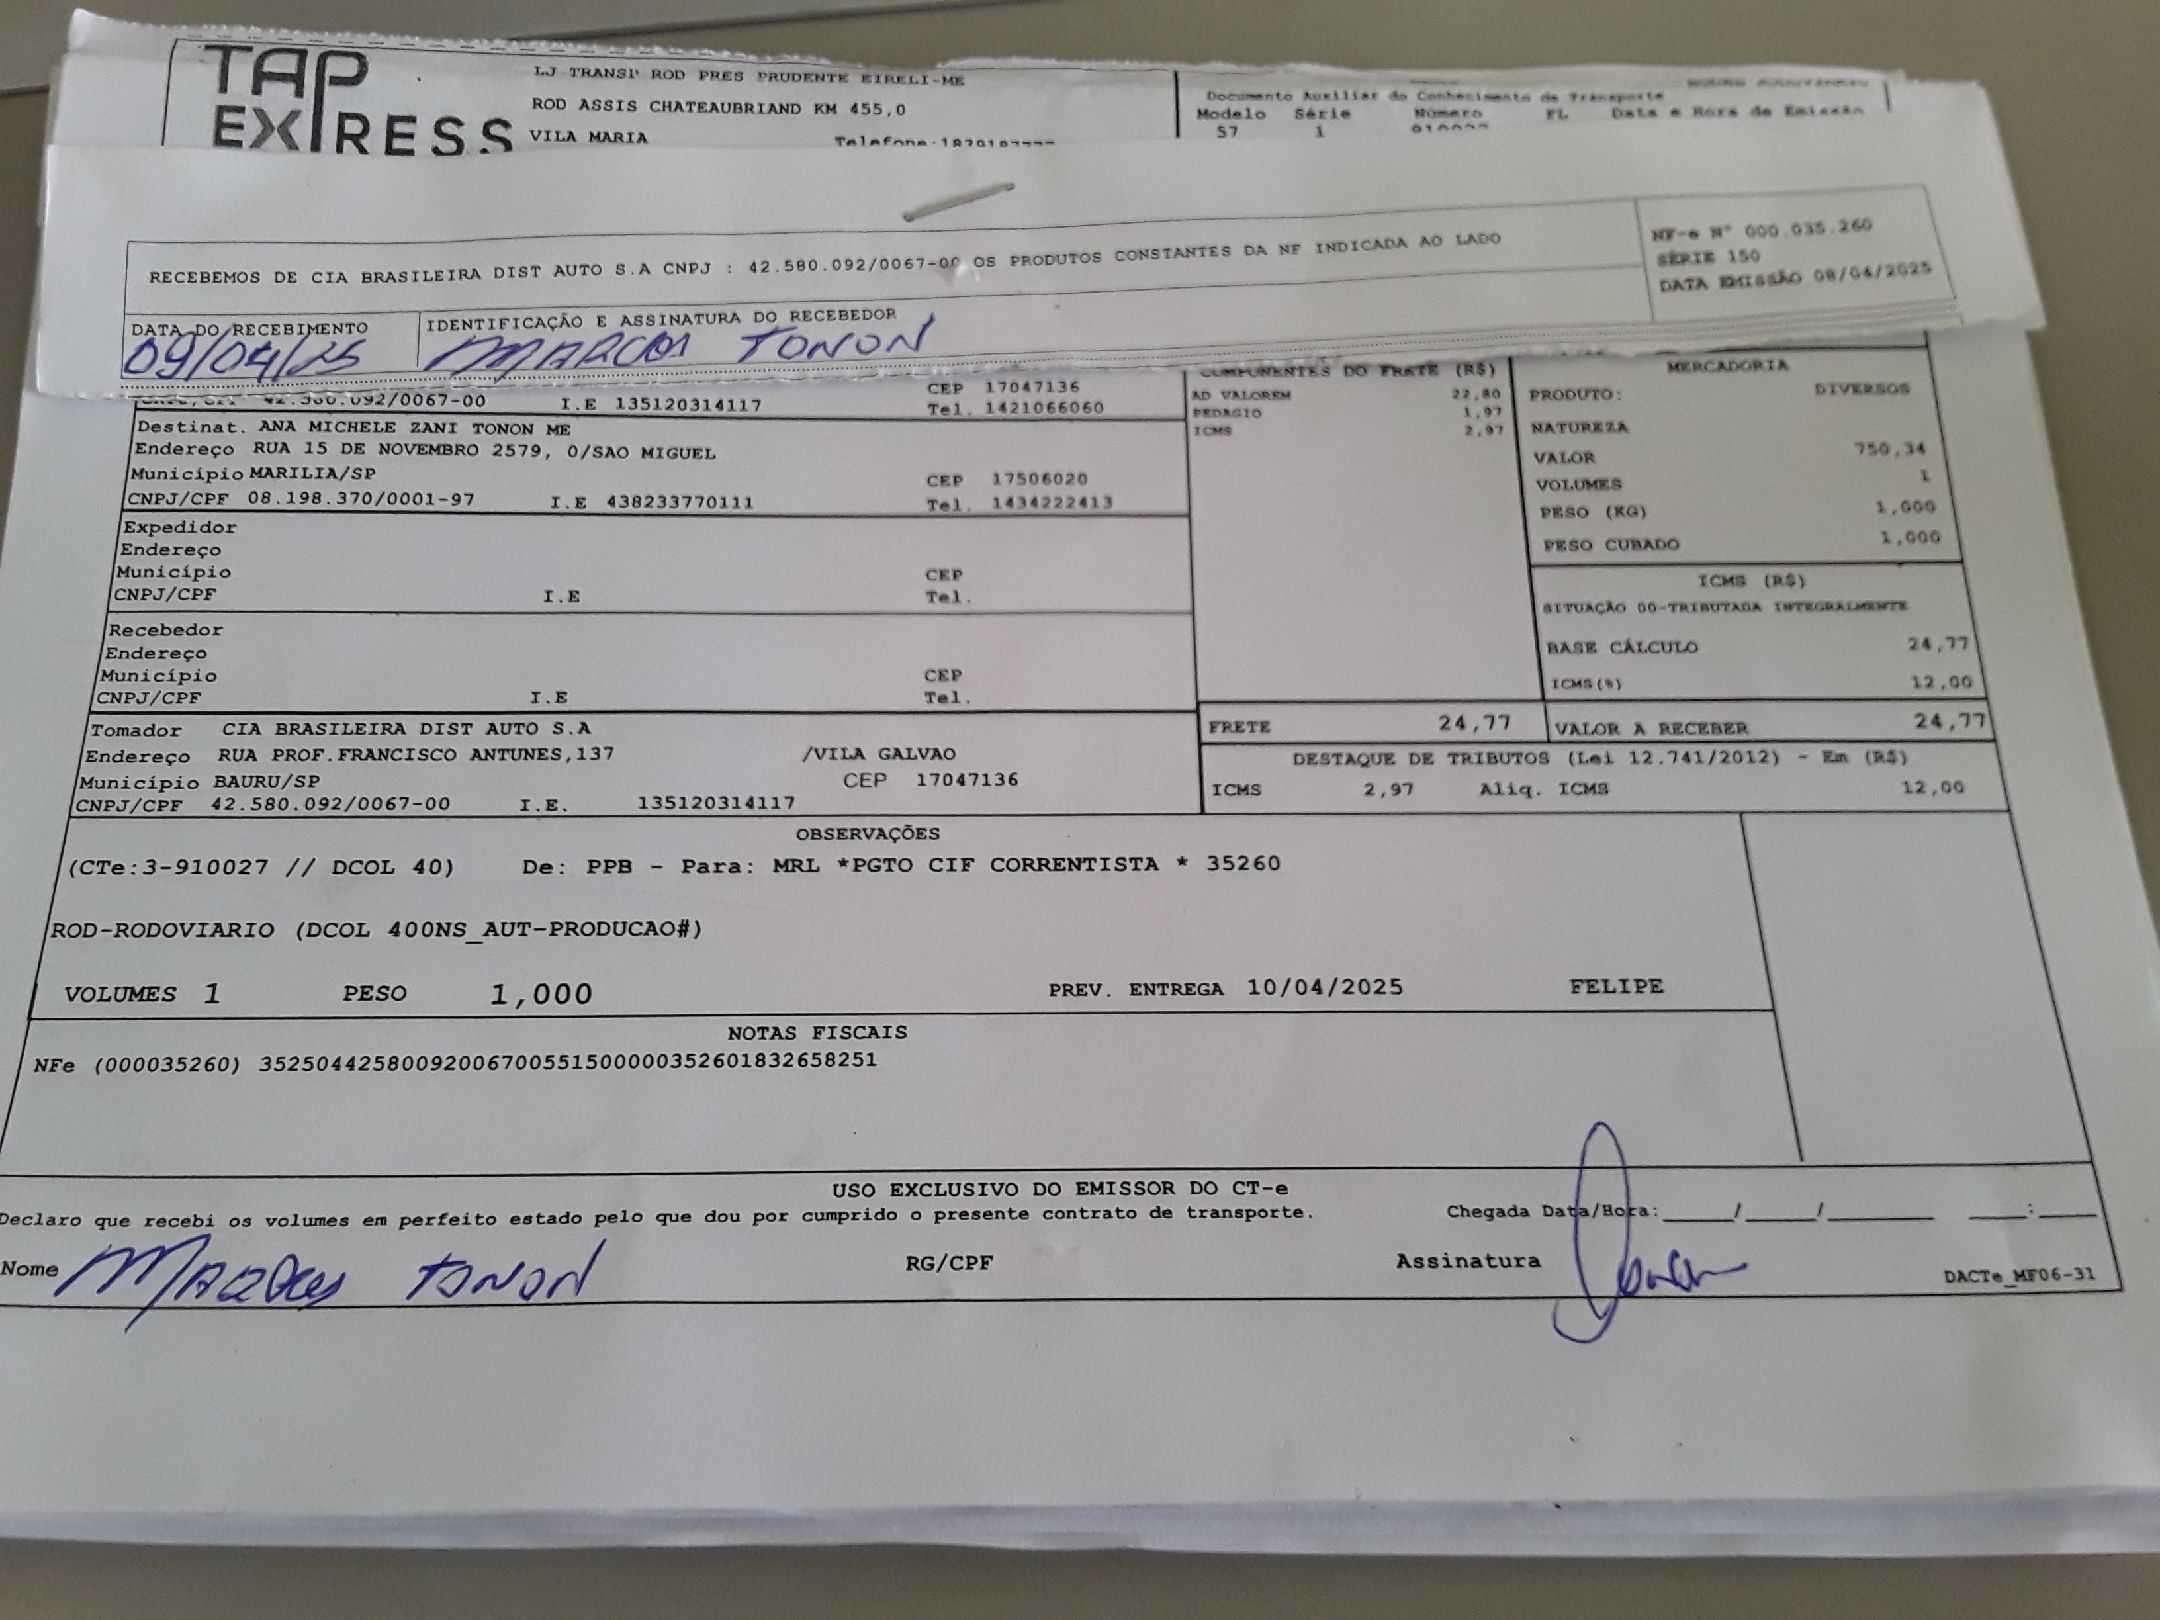 TAP EXPRESS
LJ TRANSP ROD PRES PRUDENTE EIRELI-ME
ROD ASSIS CHATEAUBRIAND KM 455,0
VILA MARIA
Documento Auxiliar do Conhecimento de Transporte
Modelo Série Número FL Data e Hora de Emissão
57 1
RECEBEMOS DE CIA BRASILEIRA DIST AUTO S.A CNPJ : 42.580.092/0067-00 OS PRODUTOS CONSTANTES DA NF INDICADA AO LADO
NF-e Nº 000.035.260
SÉRIE 150
DATA EMISSÃO 08/04/2025
DATA DO RECEBIMENTO
09/04/25
IDENTIFICAÇÃO E ASSINATURA DO RECEBEDOR
MARCOS TONON
CEP 17047136
CNPJ/CPF 42.580.092/0067-00 I.E 135120314117 Tel. 1421066060
Destinat. ANA MICHELE ZANI TONON ME
Endereço RUA 15 DE NOVEMBRO 2579, 0/SAO MIGUEL
Município MARILIA/SP CEP 17506020
CNPJ/CPF 08.198.370/0001-97 I.E 438233770111 Tel. 1434222413
Expedidor
Endereço
Município CEP
CNPJ/CPF I.E Tel.
Recebedor
Endereço
Município CEP
CNPJ/CPF I.E Tel.
Tomador CIA BRASILEIRA DIST AUTO S.A
Endereço RUA PROF.FRANCISCO ANTUNES,137 /VILA GALVAO
Município BAURU/SP CEP 17047136
CNPJ/CPF 42.580.092/0067-00 I.E. 135120314117
COMPONENTES DO FRETE (R$)
AD VALOREM 22,80
PEDAGIO 1,97
ICMS 2,97
MERCADORIA
PRODUTO: DIVERSOS
NATUREZA
VALOR 750,34
VOLUMES 1
PESO (KG) 1,000
PESO CUBADO 1,000
ICMS (R$)
SITUAÇÃO 00-TRIBUTADA INTEGRALMENTE
BASE CÁLCULO 24,77
ICMS(%) 12,00
FRETE 24,77 VALOR A RECEBER 24,77
DESTAQUE DE TRIBUTOS (Lei 12.741/2012) - Em (R$)
ICMS 2,97 Aliq. ICMS 12,00
OBSERVAÇÕES
(CTe:3-910027 // DCOL 40) De: PPB - Para: MRL *PGTO CIF CORRENTISTA * 35260
ROD-RODOVIARIO (DCOL 400NS_AUT-PRODUCAO#)
VOLUMES 1 PESO 1,000 PREV. ENTREGA 10/04/2025 FELIPE
NOTAS FISCAIS
NFe (000035260) 35250442580092006700551500000352601832658251
USO EXCLUSIVO DO EMISSOR DO CT-e
Declaro que recebi os volumes em perfeito estado pelo que dou por cumprido o presente contrato de transporte. Chegada Data/Hora:____/____/______ ___:___
Nome MARCOS TONON RG/CPF Assinatura
DACTe_MF06-31